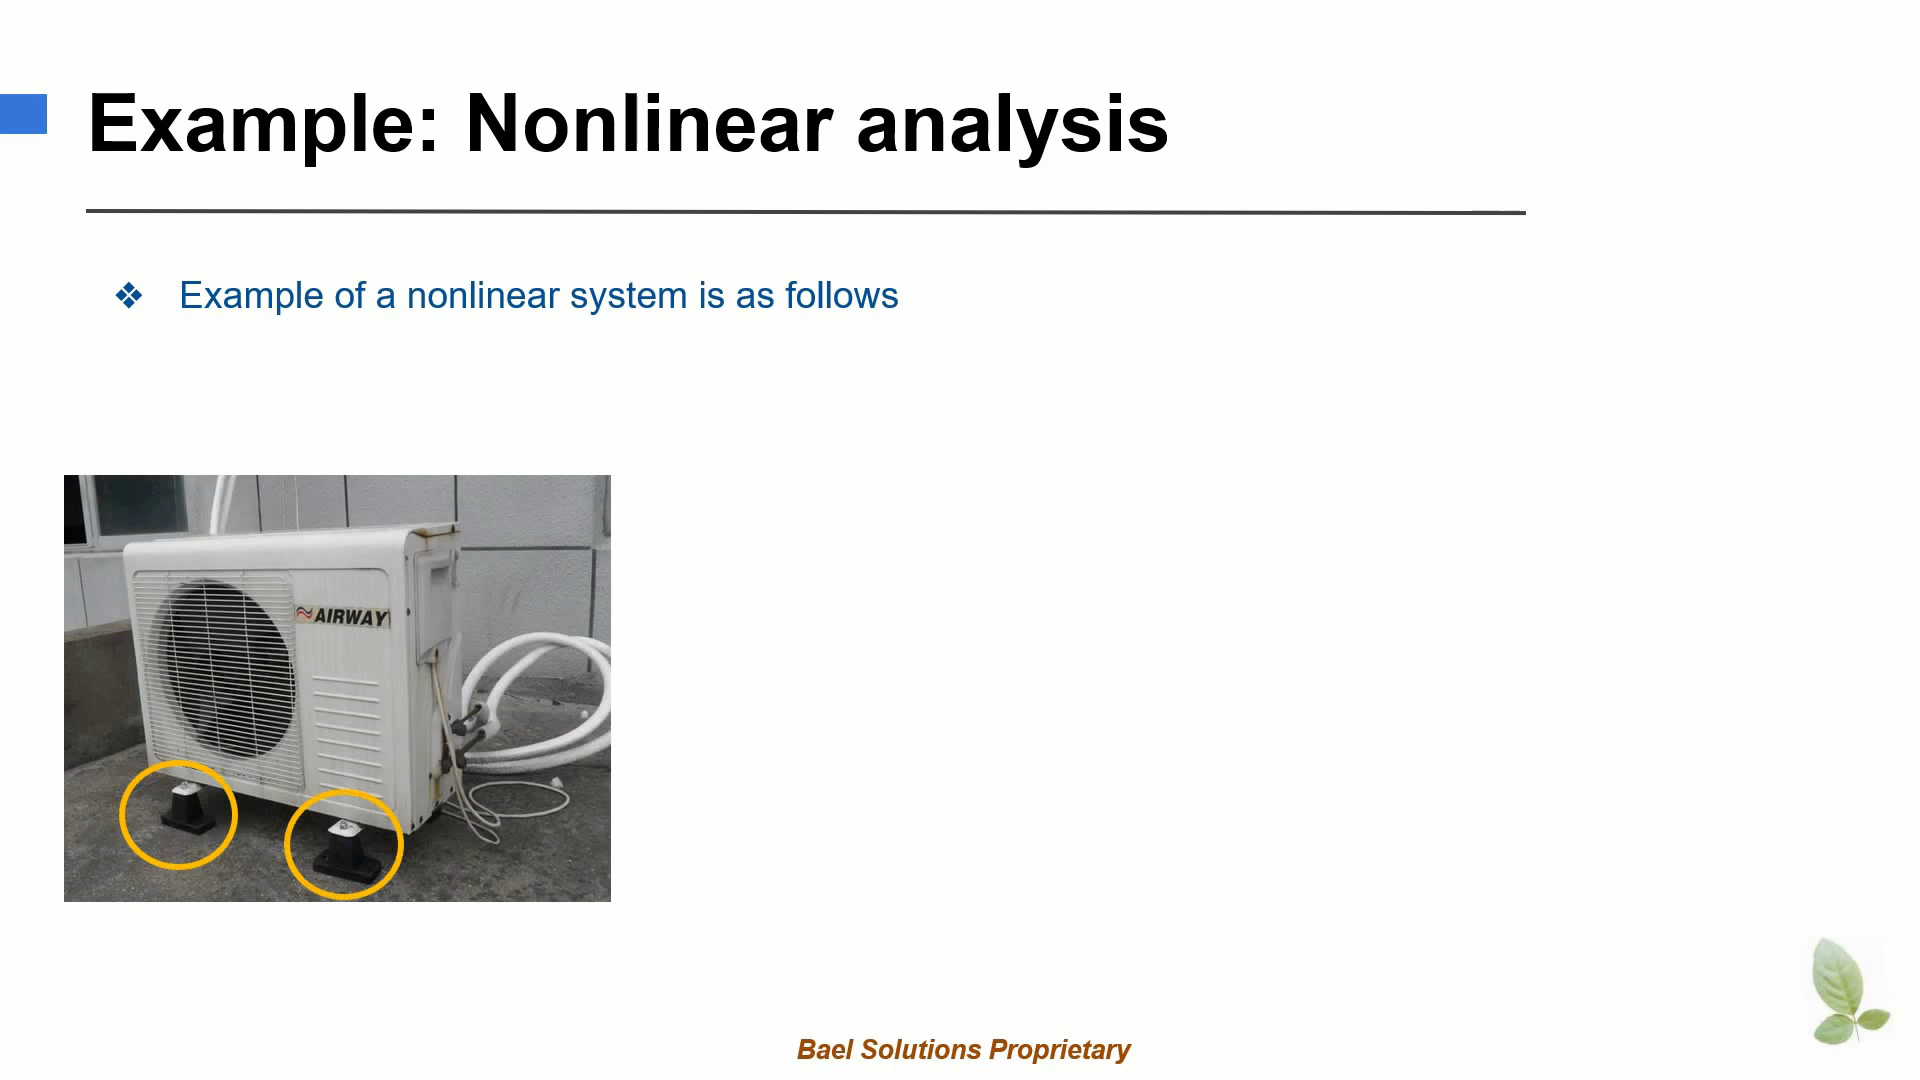 Example: Nonlinear analysis
Example of a nonlinear system is as follows
AIRWAY
Bael Solutions Proprietary